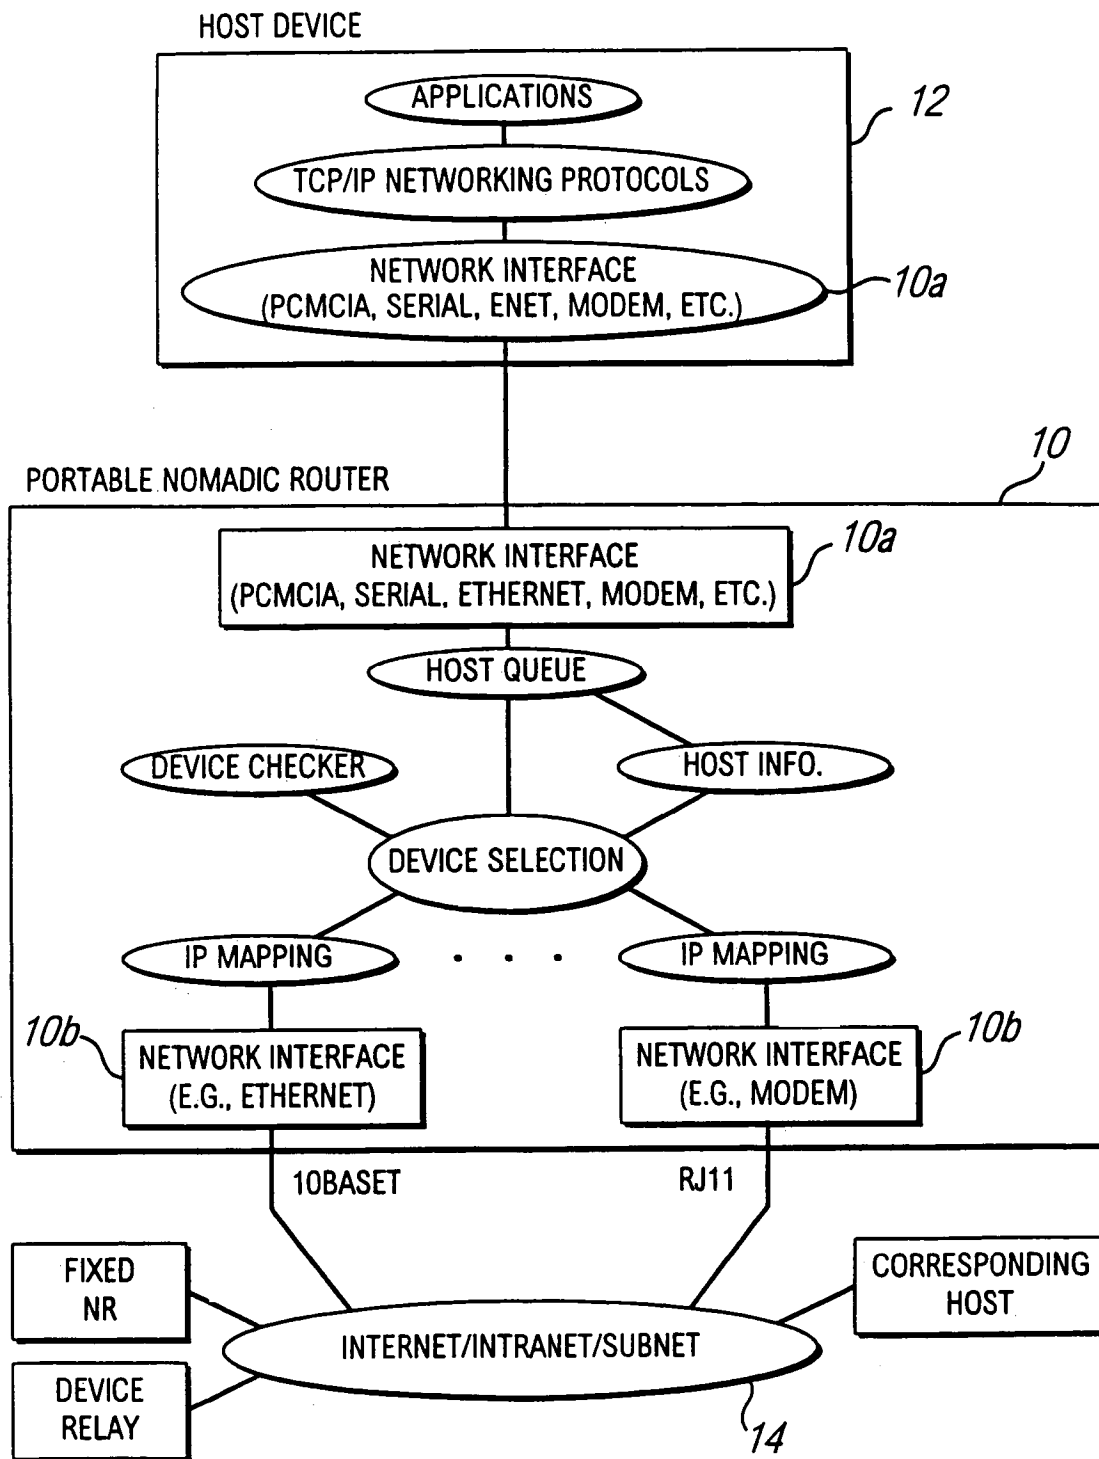 HOST DEVICE
APPLICATIONS
12
TCP/IP NETWORKING PROTOCOLS
NETWORK INTERFACE
(PCMCIA, SERIAL, ENET, MODEM, ETC.)
10a
PORTABLE NOMADIC ROUTER
10
NETWORK INTERFACE
(PCMCIA, SERIAL, ETHERNET, MODEM, ETC.)
10a
HOST QUEUE
DEVICE CHECKER
HOST INFO.
DEVICE SELECTION
IP MAPPING
. . .
IP MAPPING
10b
NETWORK INTERFACE
(E.G., ETHERNET)
NETWORK INTERFACE
(E.G., MODEM)
10b
10BASET
RJ11
FIXED
NR
CORRESPONDING
HOST
INTERNET/INTRANET/SUBNET
DEVICE
RELAY
14